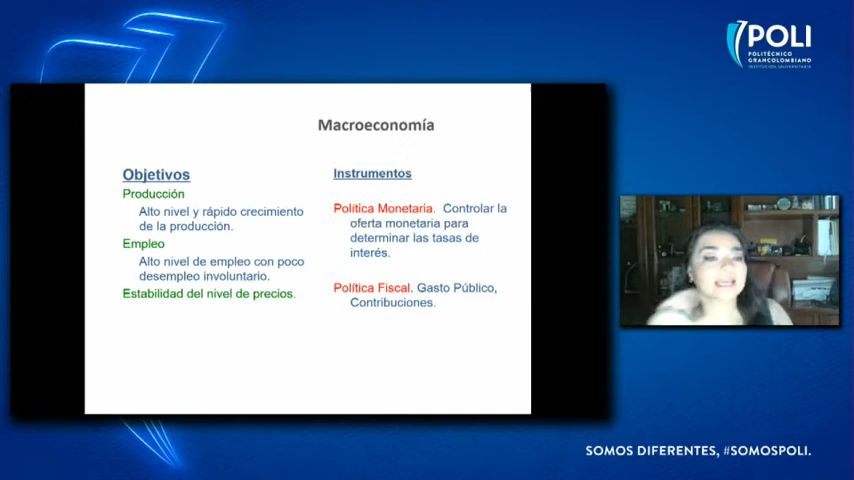 POLI
POLITÉCNICO
GRANCOLOMBIANO
INSTITUCIÓN UNIVERSITARIA
Macroeconomía
Objetivos
Producción
Alto nivel y rápido crecimiento
de la producción.
Empleo
Alto nivel de empleo con poco
desempleo involuntario.
Estabilidad del nivel de precios.
Instrumentos
Política Monetaria. Controlar la
oferta monetaria para
determinar las tasas de
interés.
Política Fiscal. Gasto Público,
Contribuciones.
SOMOS DIFERENTES, #SOMOSPOLI.